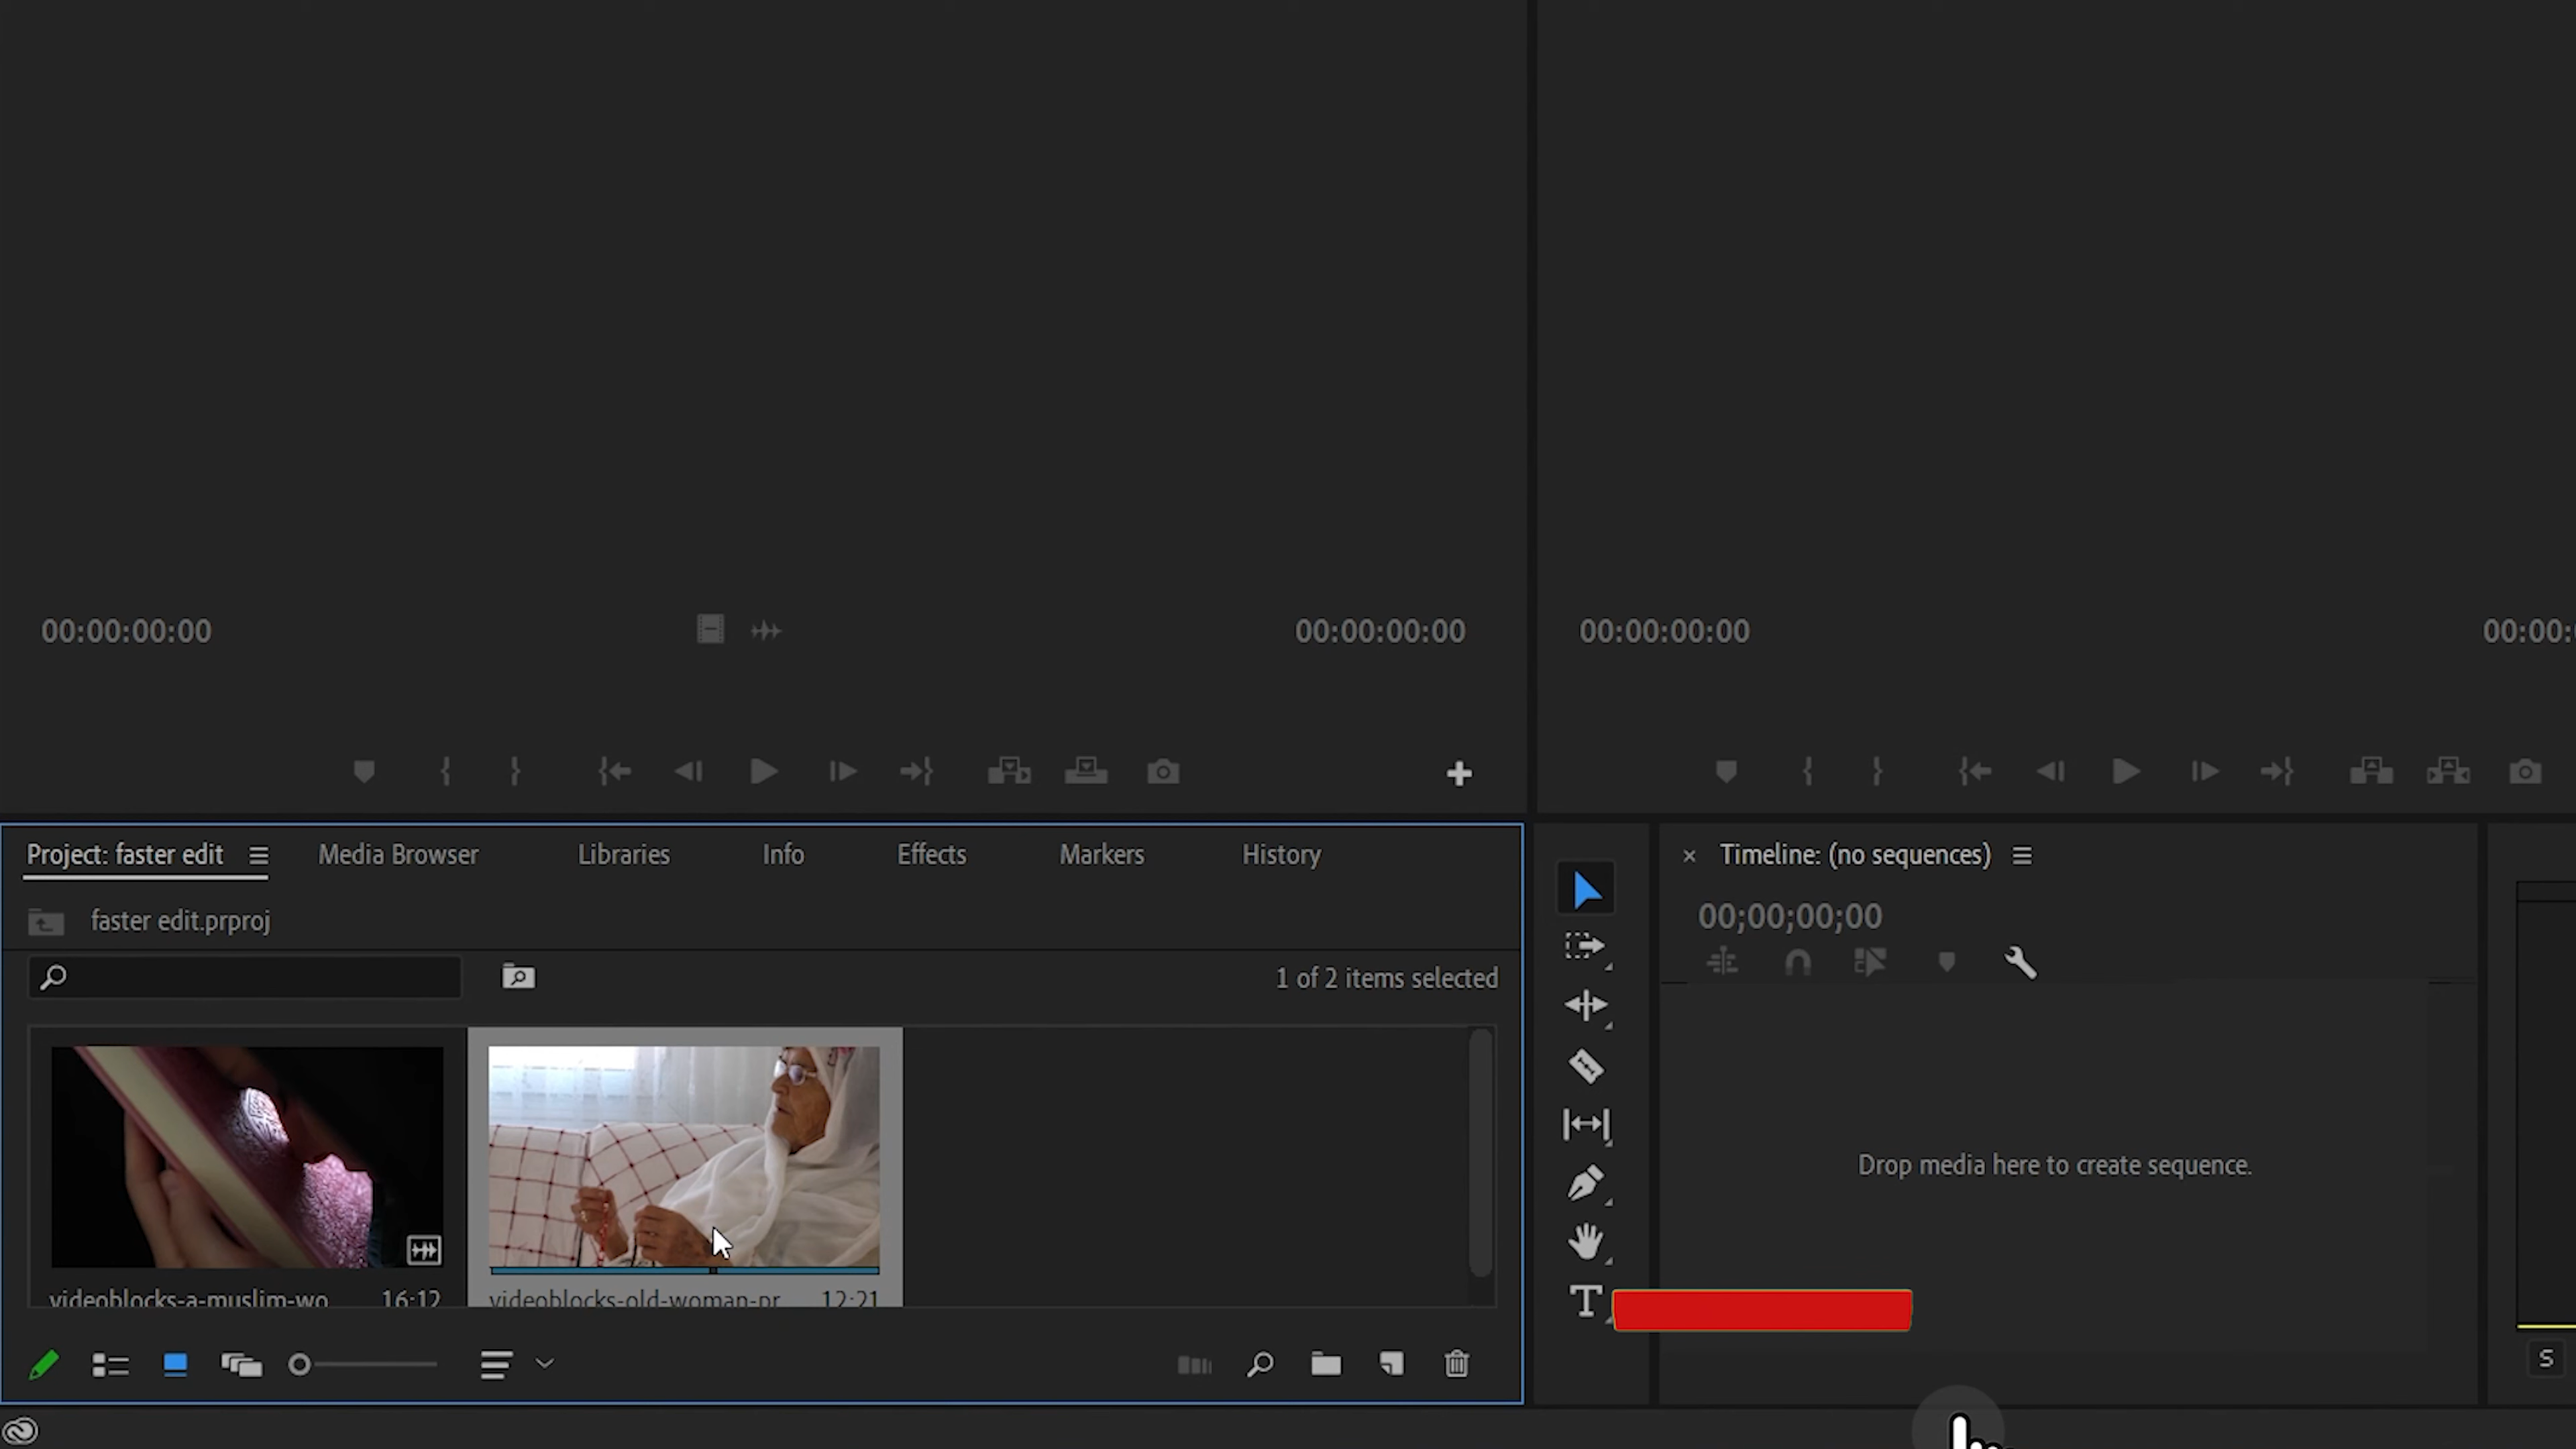 00:00:00:00
00:00:00:00
00:00:00:00
00:00:
Project: faster edit
Media Browser
Libraries
Info
Effects
Markers
History
faster edit.prproj
1 of 2 items selected
videoblocks-a-muslim-wo 16:12
videoblocks-old-woman-pr 12:21
Timeline: (no sequences)
00;00;00;00
Drop media here to create sequence.
S